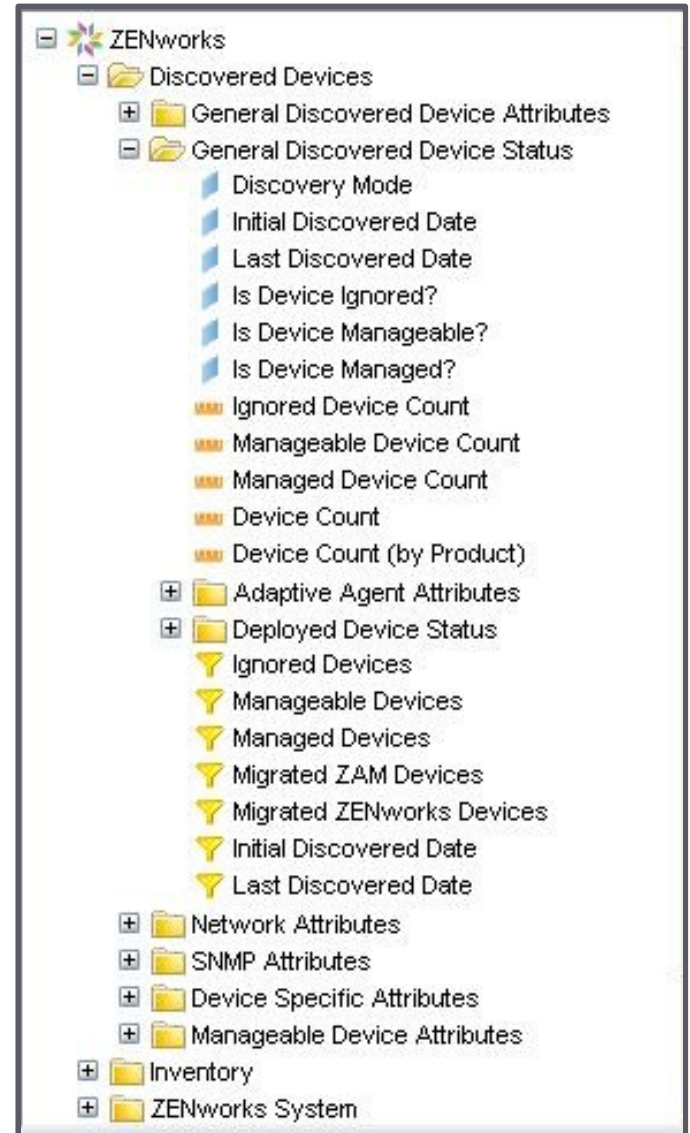 ZENworks
Discovered Devices
General Discovered Device Attributes
General Discovered Device Status
Discovery Mode
Initial Discovered Date
Last Discovered Date
Is Device Ignored?
Is Device Manageable?
Is Device Managed?
Ignored Device Count
Manageable Device Count
Managed Device Count
Device Count
Device Count (by Product)
Adaptive Agent Attributes
Deployed Device Status
Ignored Devices
Manageable Devices
Managed Devices
Migrated ZAM Devices
Migrated ZENworks Devices
Initial Discovered Date
Last Discovered Date
Network Attributes
SNMP Attributes
Device Specific Attributes
Manageable Device Attributes
Inventory
ZENworks System